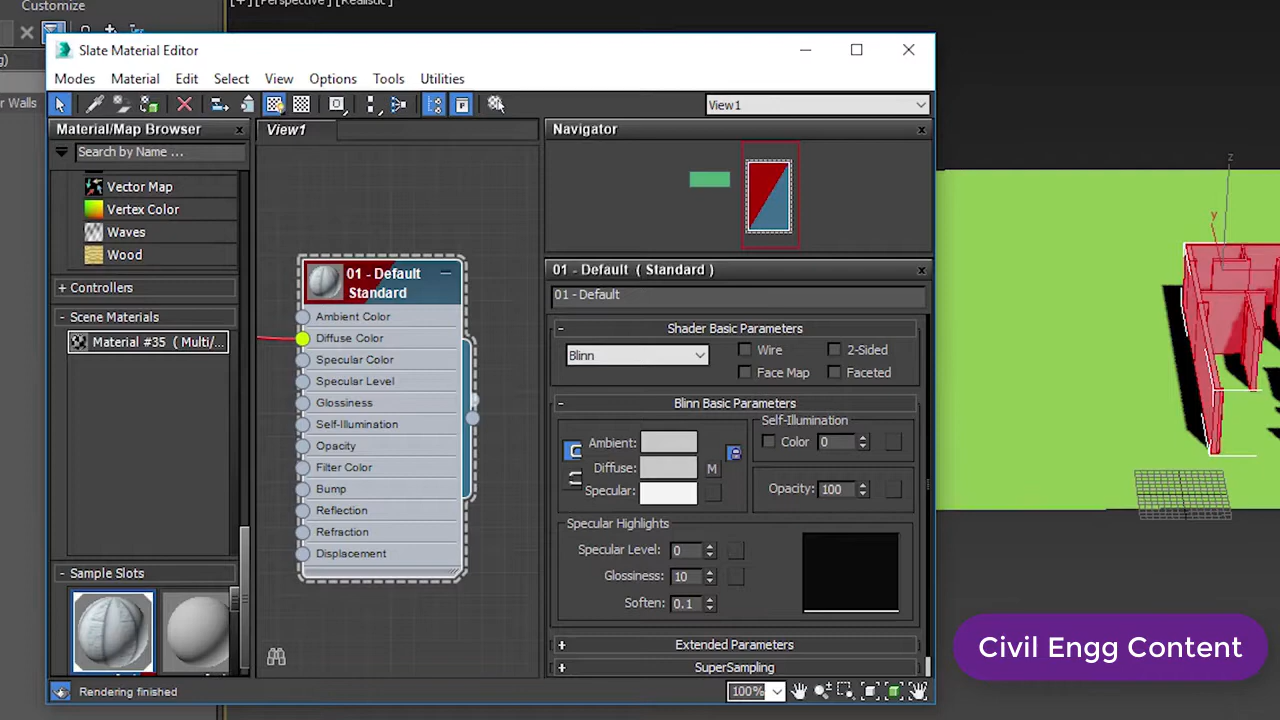 Customize
[+][Perspective][Realistic]
Slate Material Editor
Modes Material Edit Select View Options Tools Utilities
View1
Material/Map Browser
View1
Navigator
Search by Name ...
r Walls
Vector Map
Vertex Color
Waves
Wood
+ Controllers
- Scene Materials
Material #35 ( Multi/...
- Sample Slots
01 - Default
Standard
Ambient Color
Diffuse Color
Specular Color
Specular Level
Glossiness
Self-Illumination
Opacity
Filter Color
Bump
Reflection
Refraction
Displacement
01 - Default ( Standard )
01 - Default
- Shader Basic Parameters
Blinn
Wire
2-Sided
Face Map
Faceted
- Blinn Basic Parameters
Ambient:
Diffuse: M
Specular:
Self-Illumination
Color 0
Opacity: 100
Specular Highlights
Specular Level: 0
Glossiness: 10
Soften: 0.1
+ Extended Parameters
+ SuperSampling
Rendering finished
100%
z
y
Civil Engg Content